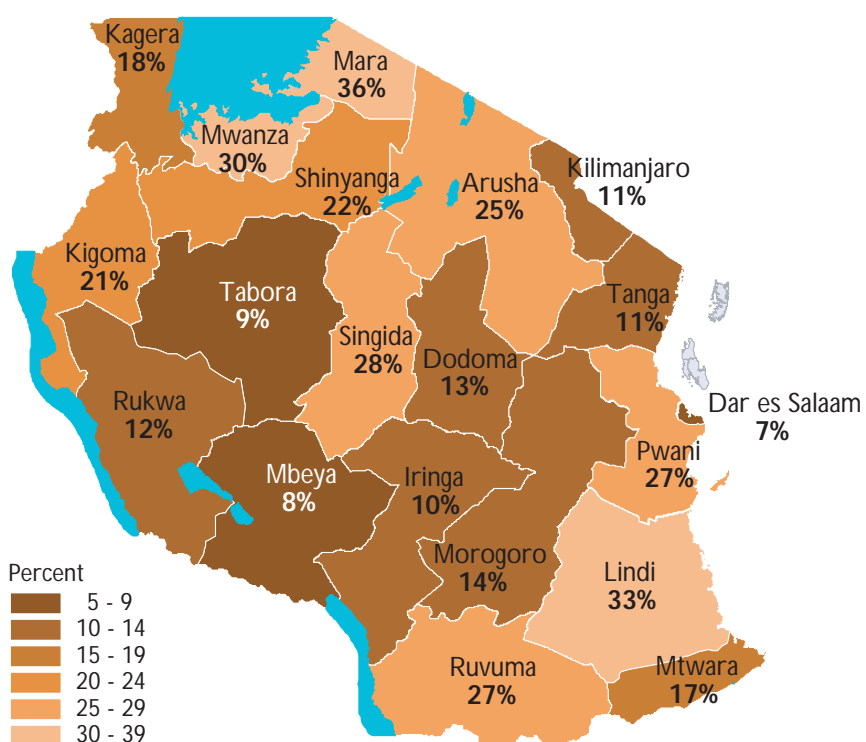 Kagera
18%
Mara
36%
Mwanza
30%
Shinyanga
22%
Arusha
25%
Kilimanjaro
11%
Kigoma
21%
Tabora
9%
Singida
28%
Dodoma
13%
Tanga
11%
Rukwa
12%
Dar es Salaam
7%
Pwani
27%
Mbeya
8%
Iringa
10%
Morogoro
14%
Lindi
33%
Ruvuma
27%
Mtwara
17%
Percent
5 - 9
10 - 14
15 - 19
20 - 24
25 - 29
30 - 39